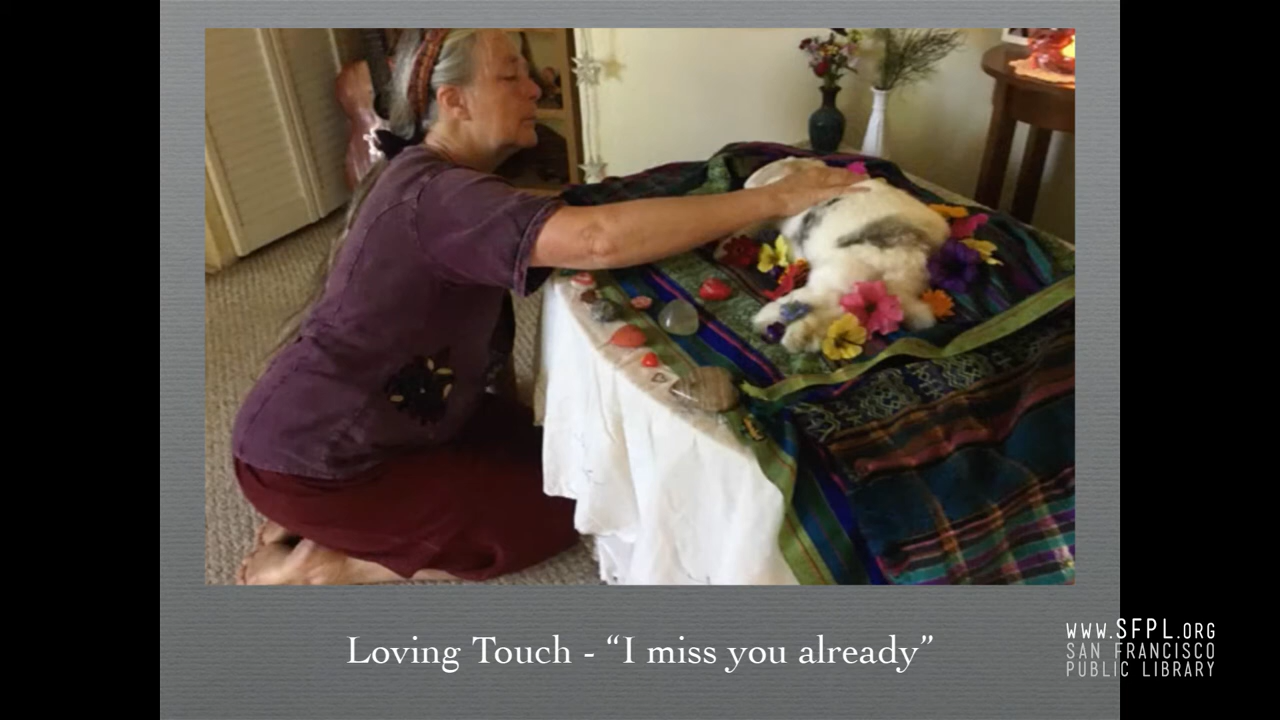 Loving Touch - “I miss you already”
WWW.SFPL.ORG
SAN FRANCISCO
PUBLIC LIBRARY